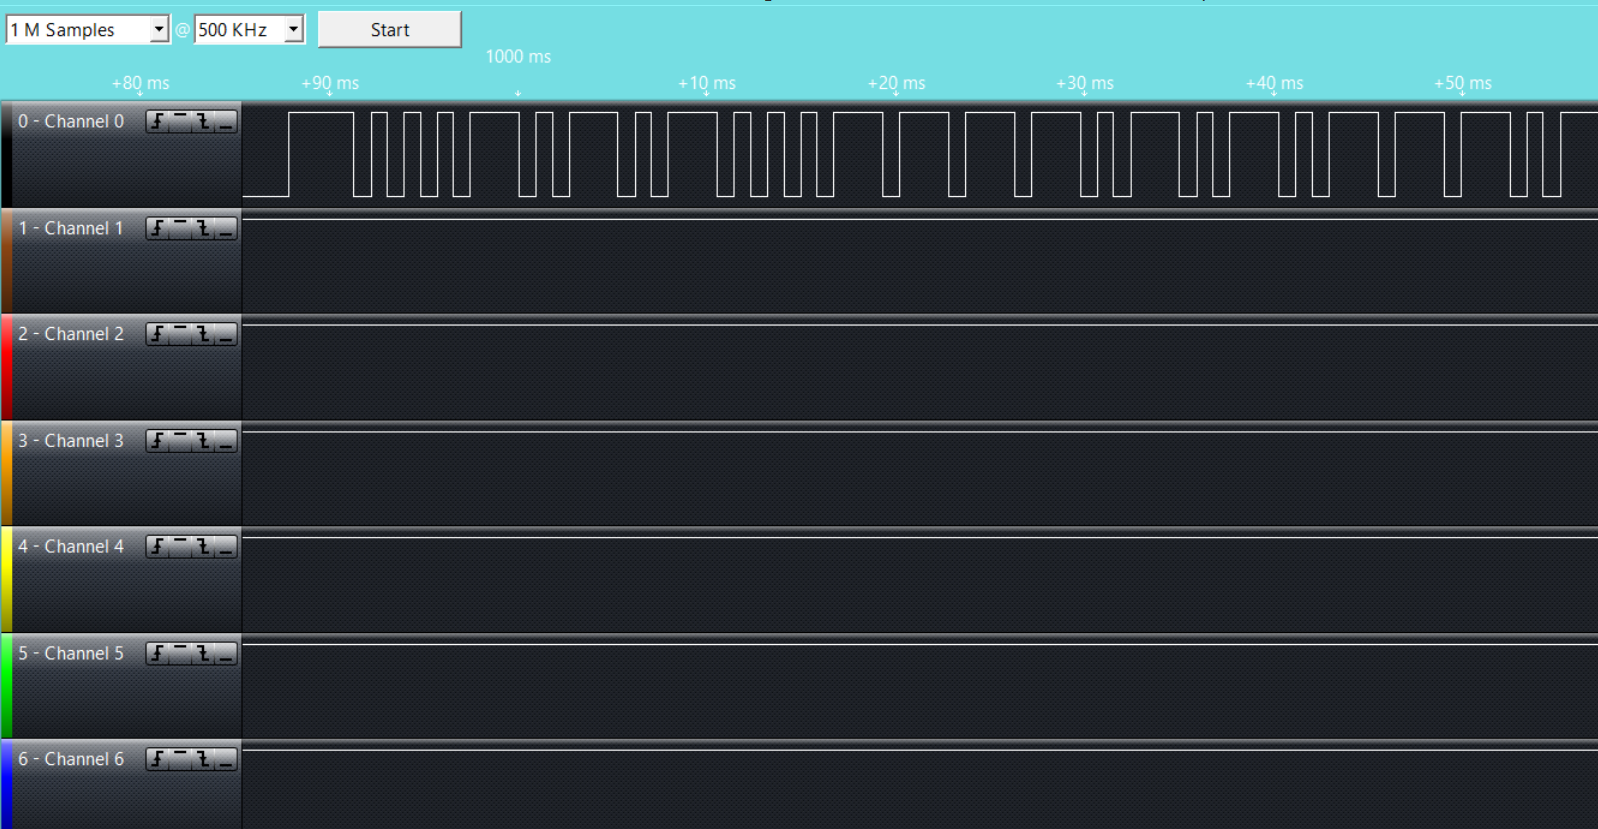 1 M Samples @ 500 KHz Start
1000 ms
+80 ms +90 ms +10 ms +20 ms +30 ms +40 ms +50 ms
0 - Channel 0
1 - Channel 1
2 - Channel 2
3 - Channel 3
4 - Channel 4
5 - Channel 5
6 - Channel 6